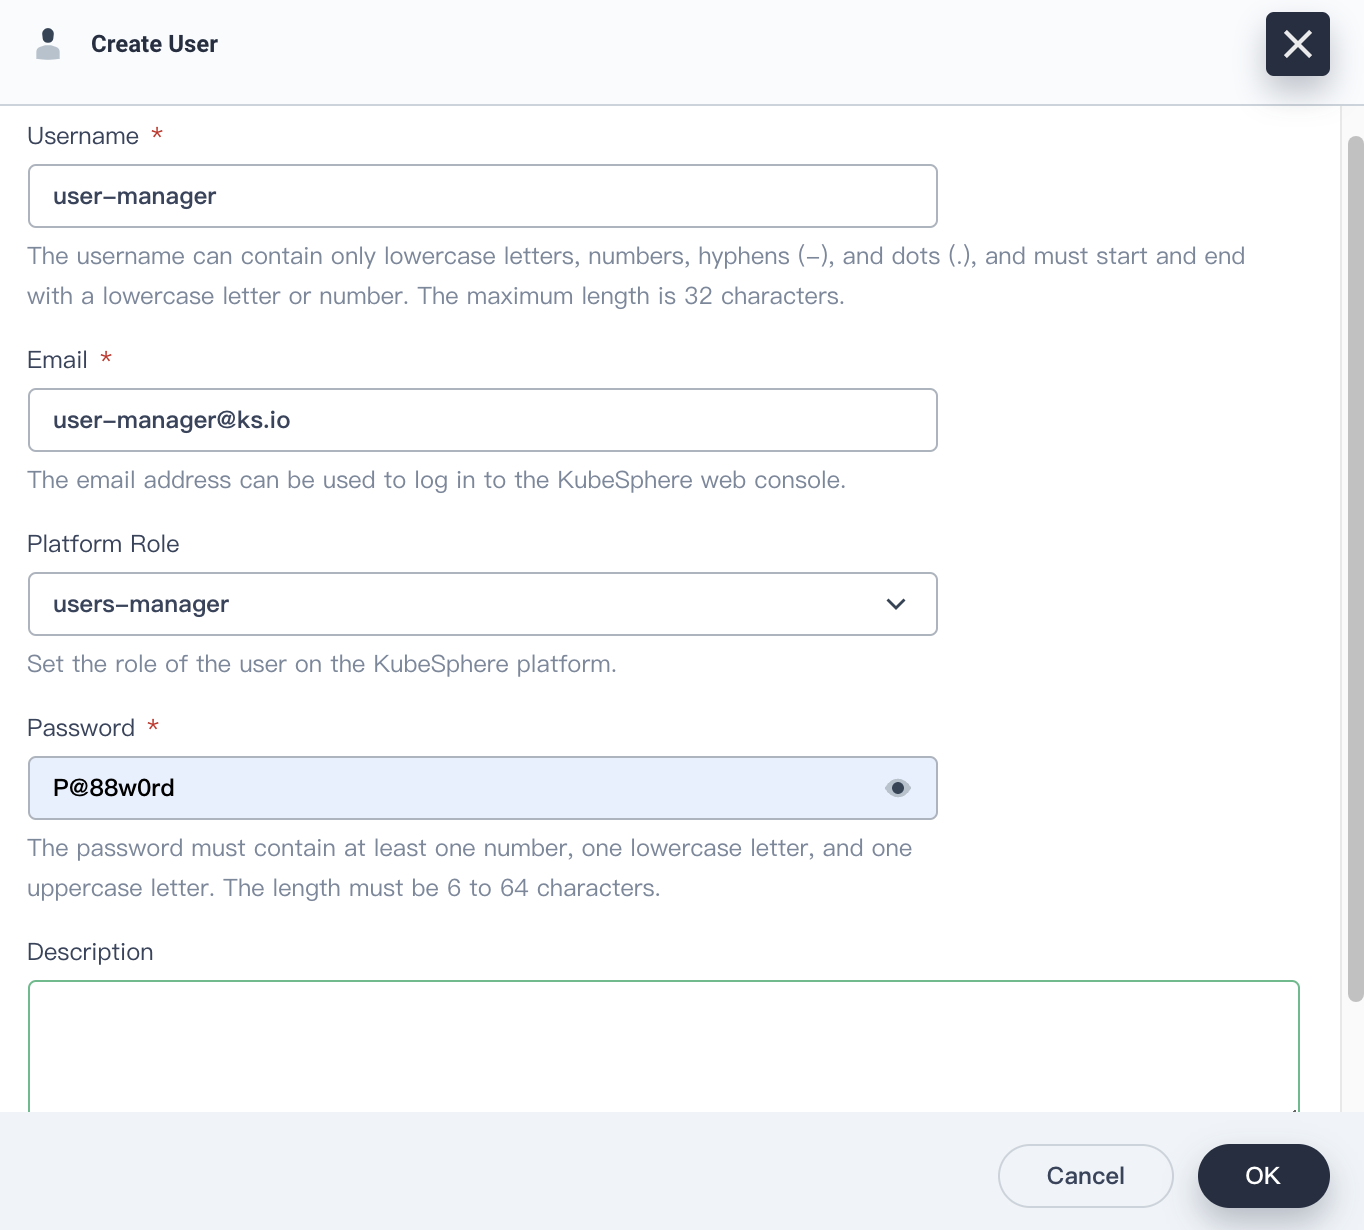 Create User
Username *
user-manager
The username can contain only lowercase letters, numbers, hyphens (-), and dots (.), and must start and end
with a lowercase letter or number. The maximum length is 32 characters.
Email *
user-manager@ks.io
The email address can be used to log in to the KubeSphere web console.
Platform Role
users-manager
Set the role of the user on the KubeSphere platform.
Password *
P@88w0rd
The password must contain at least one number, one lowercase letter, and one
uppercase letter. The length must be 6 to 64 characters.
Description
Cancel OK